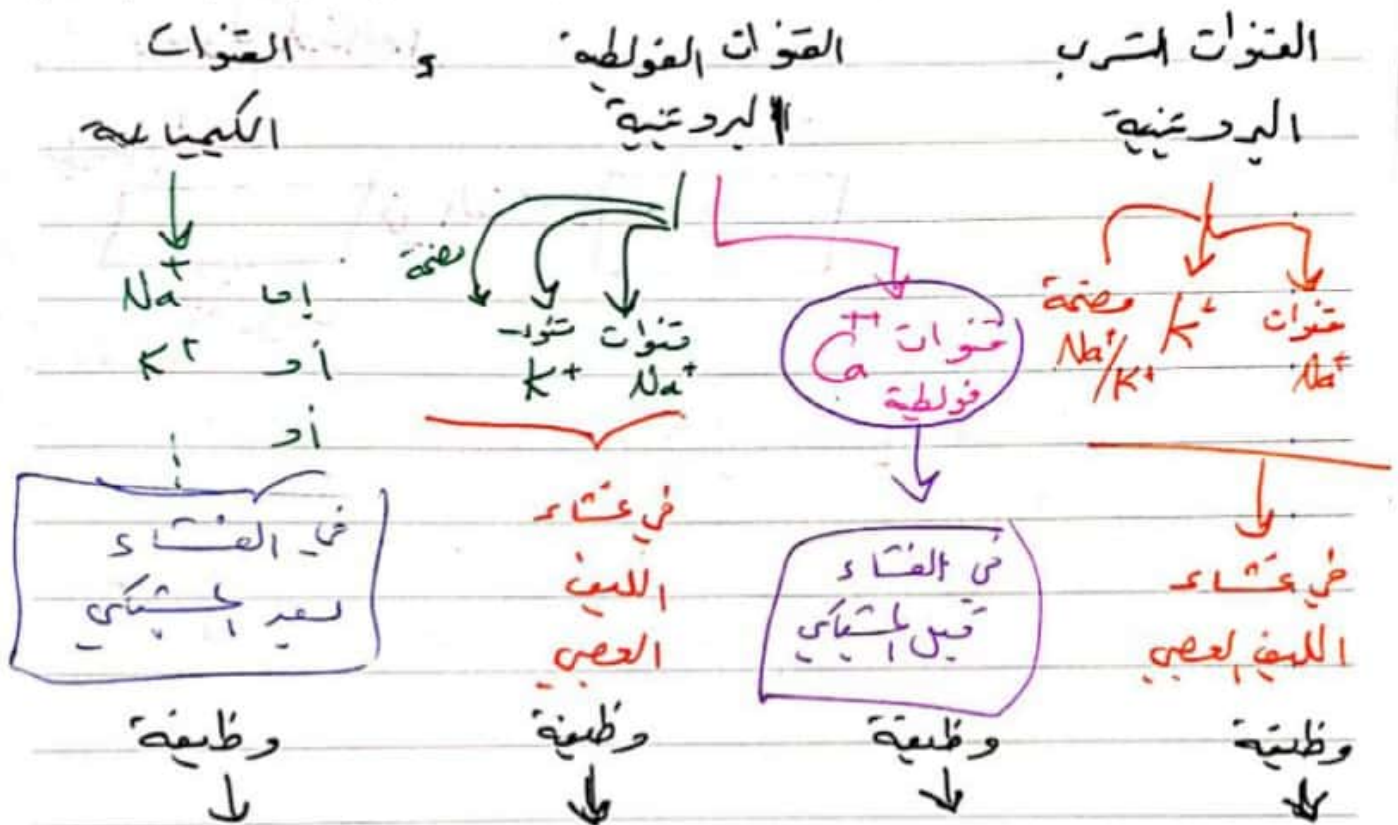 القنوات التسرب القنوات الفولطية و القنوات
البروتينية البروتينية الكيميائية
قنوات Na⁺
K⁺
مضخة Na⁺/K⁺
قنوات Ca⁺⁺ فولطية
قنوات Na⁺
قنوات K⁺
مضخة
إما Na⁺
أو K⁺
أو
في غشاء
الليف العصبي
في الغشاء
قبل المشبكي
في غشاء
الليف
العصبي
في الغشاء
بعد المشبكي
وظيفة وظيفة وظيفة وظيفة